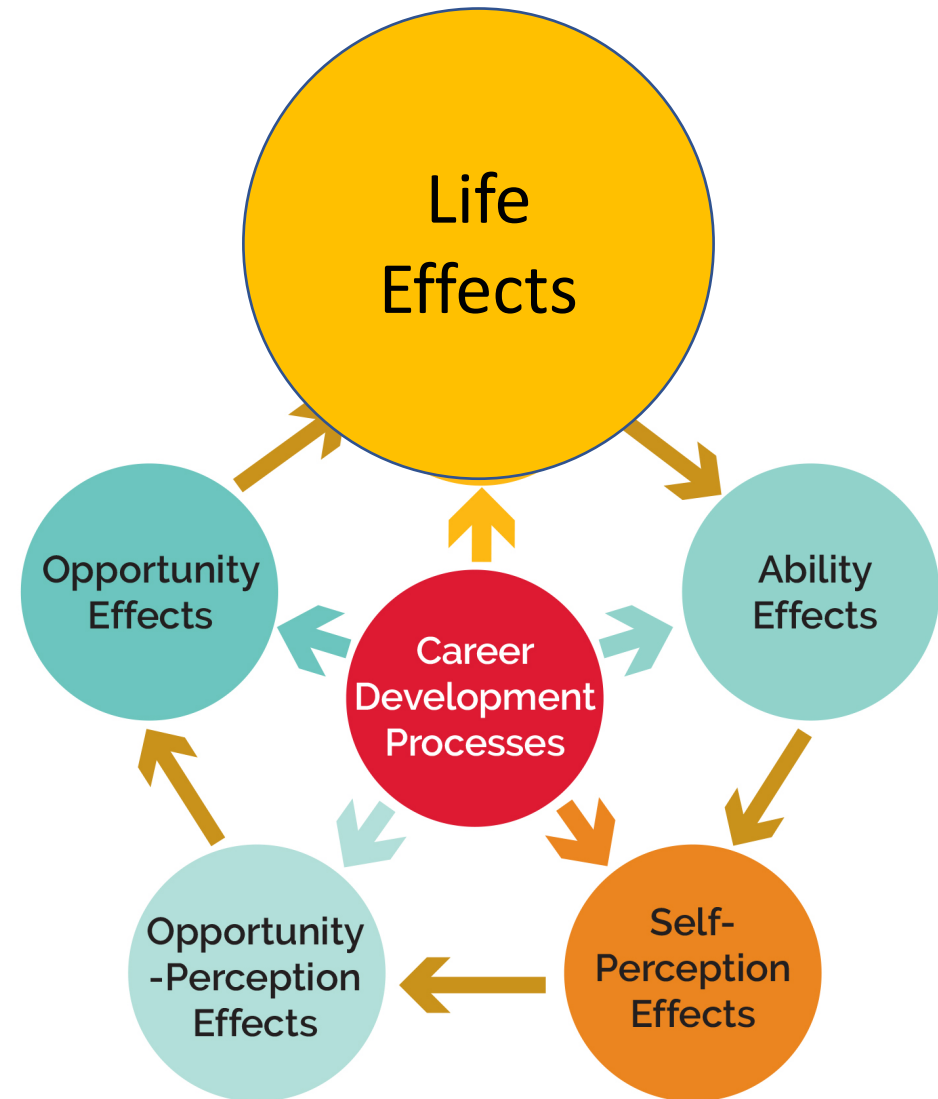 Life
Effects
Opportunity
Effects
Ability
Effects
Career
Development
Processes
Opportunity
-Perception
Effects
Self-
Perception
Effects